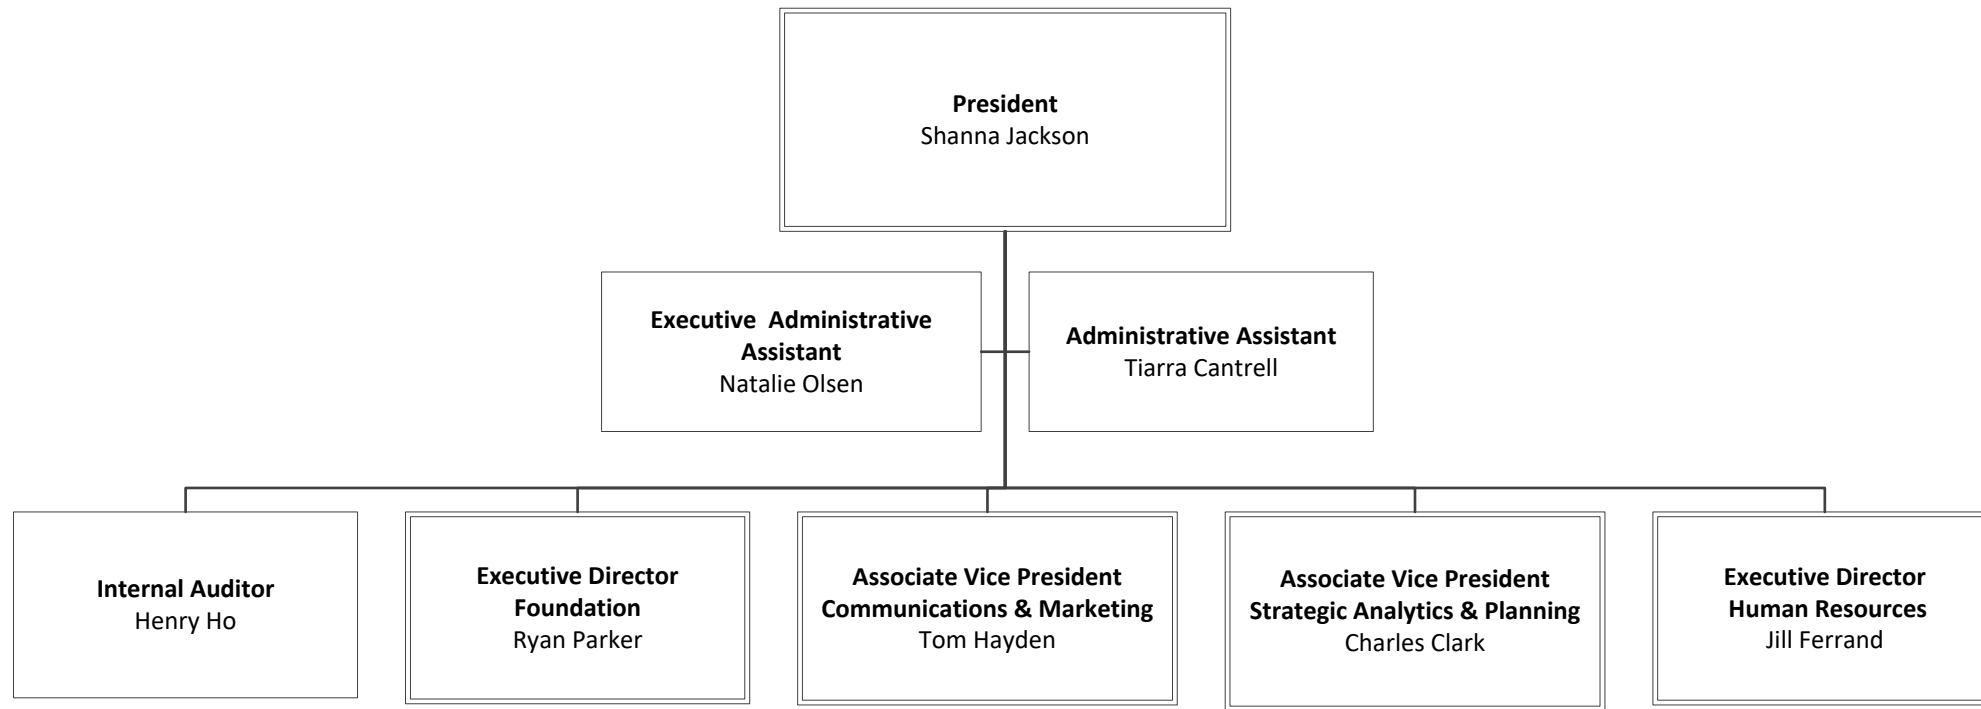 President
Shanna Jackson
Executive  Administrative
Assistant
Natalie Olsen
Administrative Assistant
Tiarra Cantrell
Internal Auditor
Henry Ho
Executive Director
Foundation
Ryan Parker
Associate Vice President
Communications & Marketing
Tom Hayden
Associate Vice President
Strategic Analytics & Planning
Charles Clark
Executive Director
Human Resources
Jill Ferrand